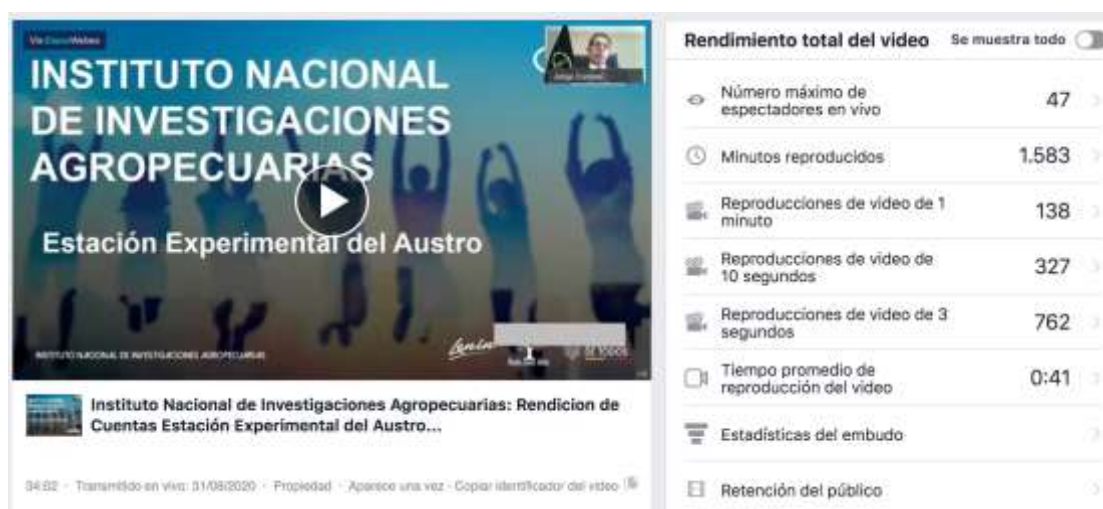 INSTITUTO NACIONAL
DE INVESTIGACIONES
AGROPECUARIAS
Estación Experimental del Austro
INSTITUTO NACIONAL DE INVESTIGACIONES AGROPECUARIAS
Lenín
DE TODOS
Instituto Nacional de Investigaciones Agropecuarias: Rendicion de
Cuentas Estación Experimental del Austro...
34:02 · Transmitido en vivo: 31/08/2020 · Propiedad · Aparece una vez · Copiar identificador del video
Rendimiento total del video Se muestra todo
Número máximo de
espectadores en vivo
47
Minutos reproducidos 1.583
Reproducciones de video de 1
minuto
138
Reproducciones de video de
10 segundos
327
Reproducciones de video de 3
segundos
762
Tiempo promedio de
reproducción del video
0:41
Estadísticas del embudo
Retención del público